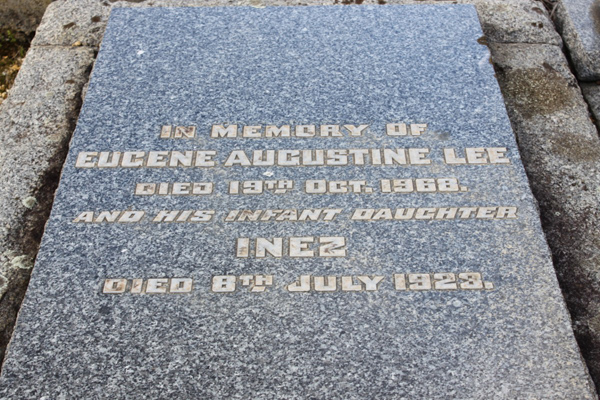 In Memory of
Eugene Augustine Lee
Died 19th Oct. 1968.
and his infant daughter
Inez
Died 8th July 1923.